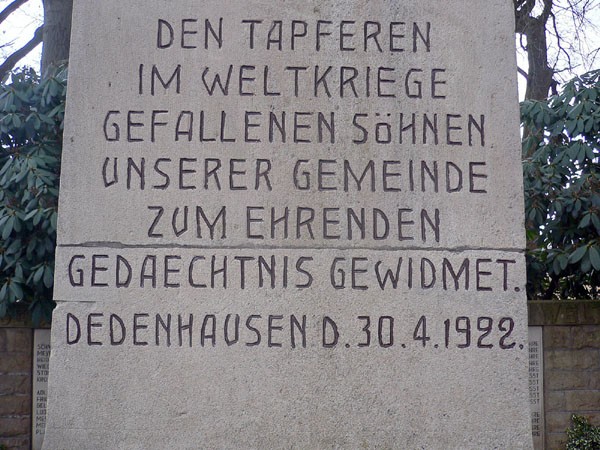 DEN TAPFEREN
IM WELTKRIEGE
GEFALLENEN SÖHNEN
UNSERER GEMEINDE
ZUM EHRENDEN
GEDAECHTNIS GEWIDMET.
DEDENHAUSEN D. 30. 4. 1922.